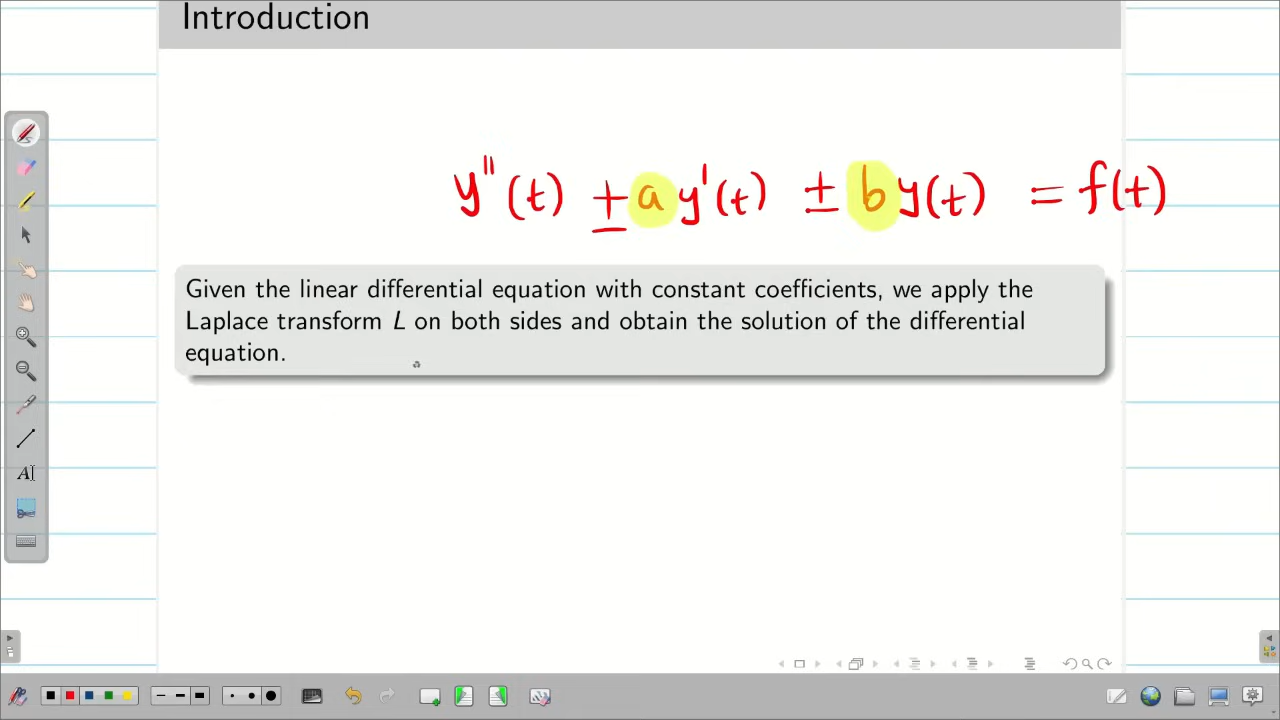 Introduction
y''(t) ± a y'(t) ± b y(t) = f(t)
Given the linear differential equation with constant coefficients, we apply the
Laplace transform L on both sides and obtain the solution of the differential
equation.